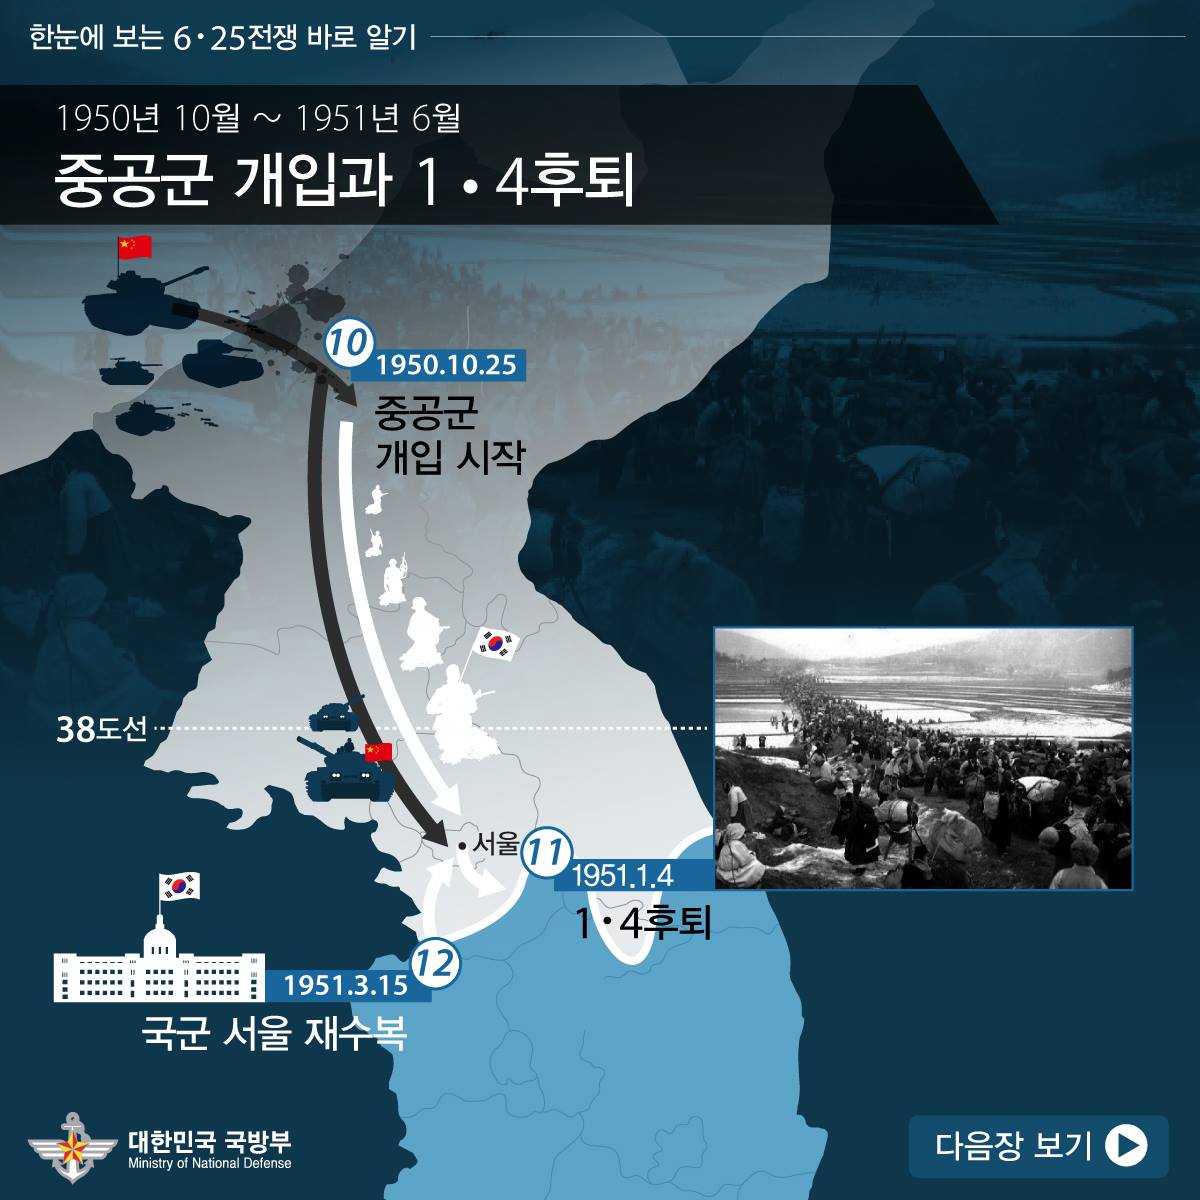 한눈에 보는 6·25전쟁 바로 알기
1950년 10월 ~ 1951년 6월
중공군 개입과 1·4후퇴
10
1950.10.25
중공군
개입 시작
38도선
서울
11
1951.1.4
1·4후퇴
12
1951.3.15
국군 서울 재수복
대한민국 국방부
Ministry of National Defense
다음장 보기